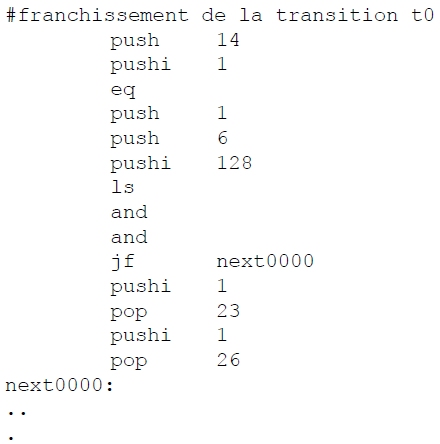 #franchissement de la transition t0
push 14
pushi 1
eq
push 1
push 6
pushi 128
ls
and
and
jf next0000
pushi 1
pop 23
pushi 1
pop 26
next0000:
..
.